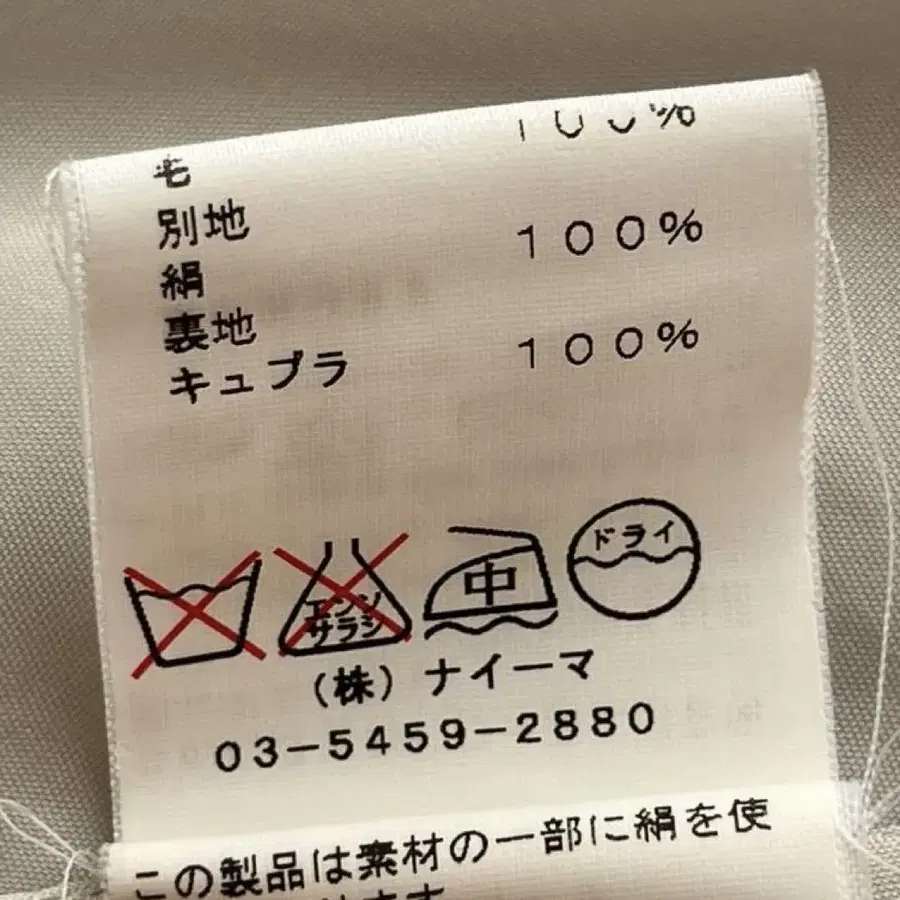 毛 100%
別地
絹 100%
裏地
キュプラ 100%
エンソ
サラシ
中
ドライ
(株)ナイーマ
03-5459-2880
この製品は素材の一部に絹を使